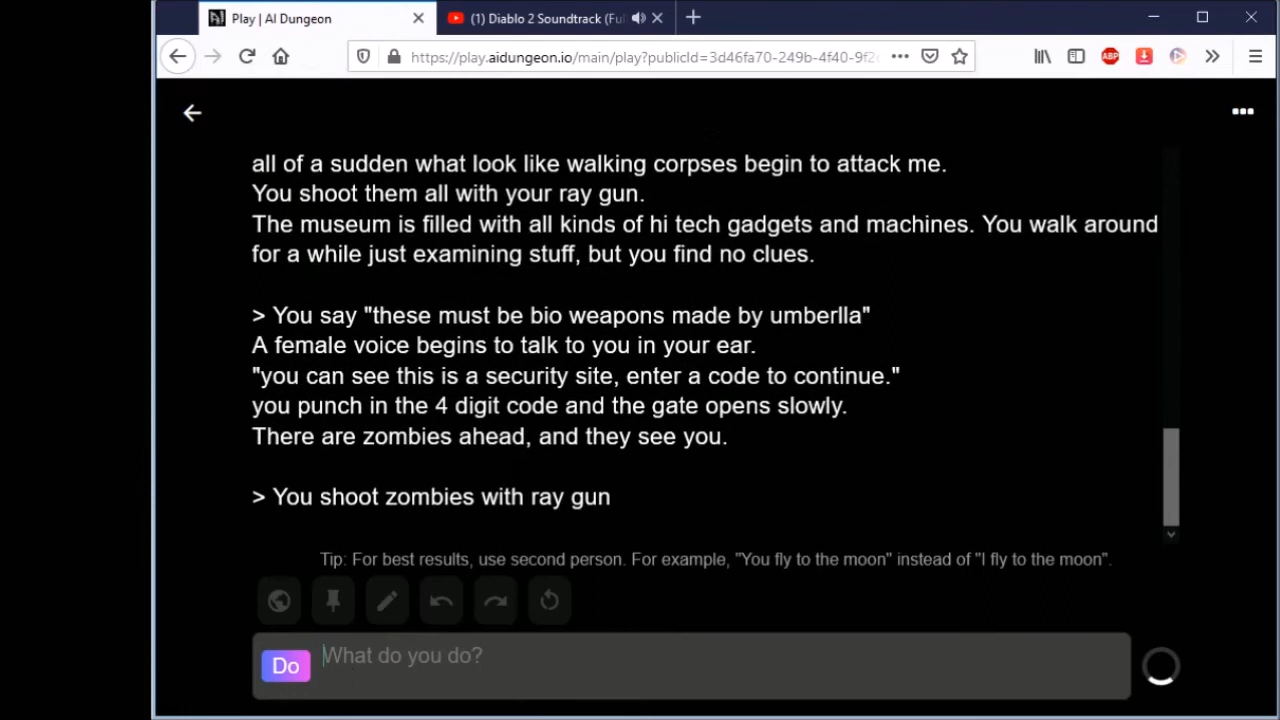 Play | AI Dungeon
(1) Diablo 2 Soundtrack (Ful
https://play.aidungeon.io/main/play?publicId=3d46fa70-249b-4f40-9f2
ABP
all of a sudden what look like walking corpses begin to attack me.
You shoot them all with your ray gun.
The museum is filled with all kinds of hi tech gadgets and machines. You walk around
for a while just examining stuff, but you find no clues.
> You say "these must be bio weapons made by umberlla"
A female voice begins to talk to you in your ear.
"you can see this is a security site, enter a code to continue."
you punch in the 4 digit code and the gate opens slowly.
There are zombies ahead, and they see you.
> You shoot zombies with ray gun
Tip: For best results, use second person. For example, "You fly to the moon" instead of "I fly to the moon".
Do What do you do?